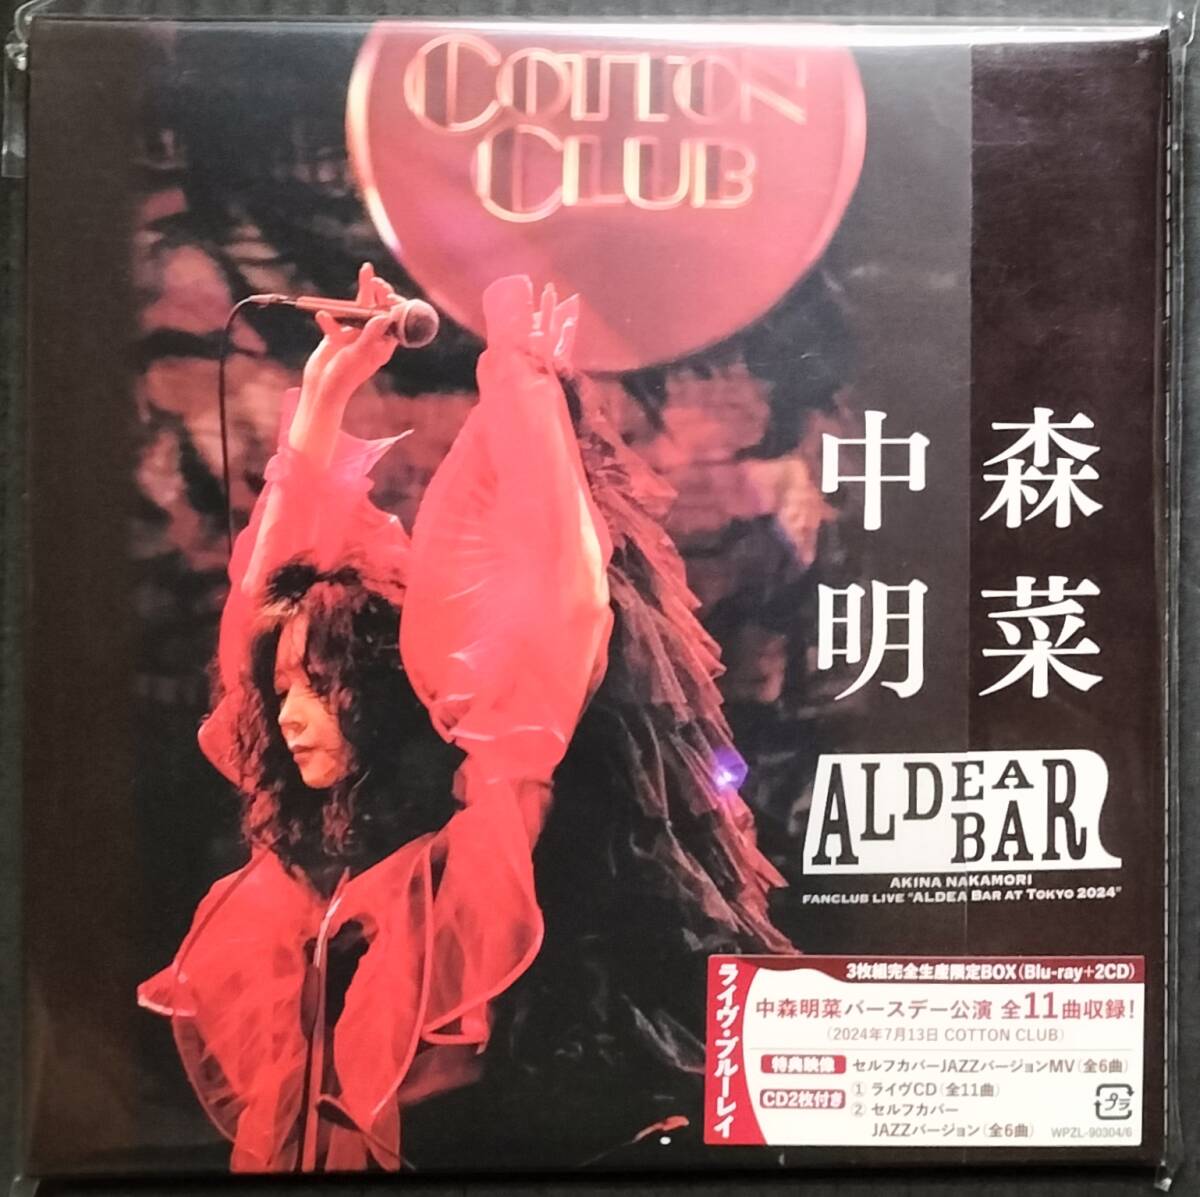 COTTON
CLUB
中森
明菜
ALDEA
BAR
AKINA NAKAMORI
FANCLUB LIVE "ALDEA BAR AT TOKYO 2024"
ライヴ・ブルーレイ
3枚組完全生産限定BOX(Blu-ray+2CD)
中森明菜バースデー公演 全11曲収録!
(2024年7月13日 COTTON CLUB)
特典映像 セルフカバーJAZZバージョンMV(全6曲)
CD2枚付き ① ライヴCD(全11曲)
② セルフカバー
JAZZバージョン(全6曲)
プラ
WPZL-90304/6